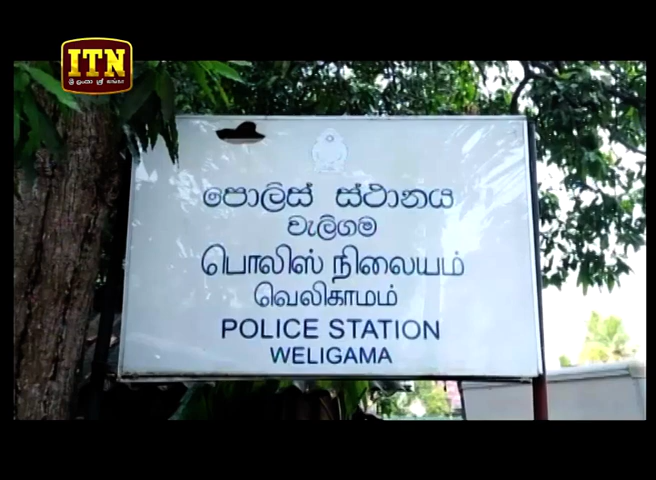 ITN
පොලිස් ස්ථානය
වැලිගම
பொலிஸ் நிலையம்
வெலிகாமம்
POLICE STATION
WELIGAMA